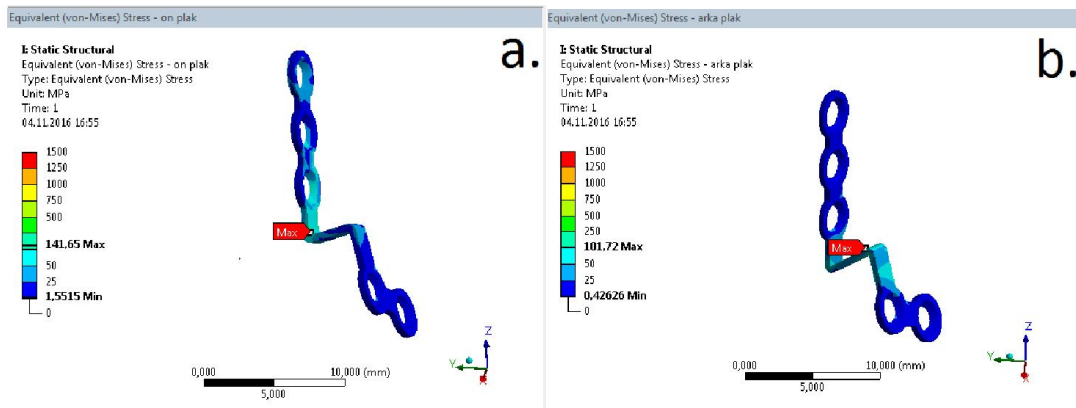 Equivalent (von-Mises) Stress - on plak
a.
I: Static Structural
Equivalent (von-Mises) Stress - on plak
Type: Equivalent (von-Mises) Stress
Unit: MPa
Time: 1
04.11.2016 16:55
1500
1250
1000
750
500
141,65 Max
50
25
1,5515 Min
0
Max
Z
Y
X
0,000
10,000 (mm)
5,000
Equivalent (von-Mises) Stress - arka plak
b.
I: Static Structural
Equivalent (von-Mises) Stress - arka plak
Type: Equivalent (von-Mises) Stress
Unit: MPa
Time: 1
04.11.2016 16:55
1500
1250
1000
750
500
250
101,72 Max
50
25
0,42626 Min
0
Max
Z
Y
X
0,000
10,000 (mm)
5,000